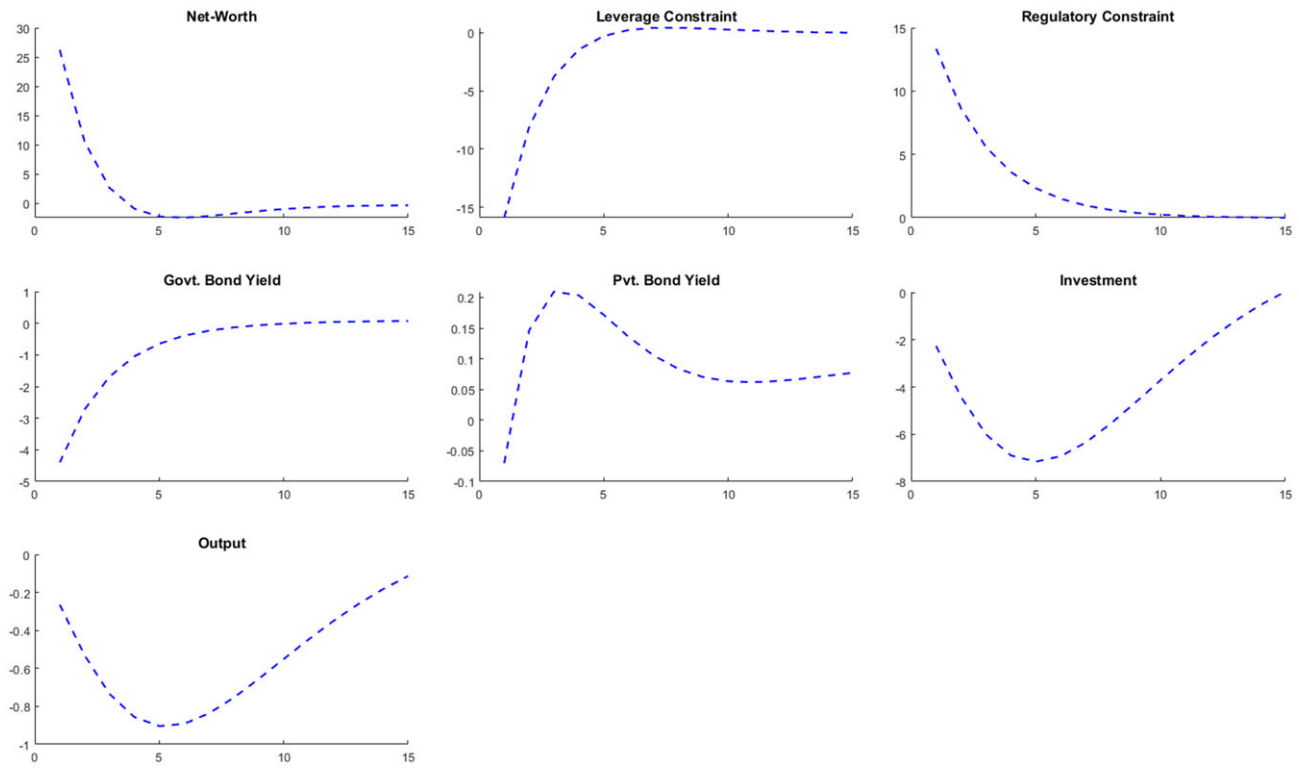 Net-Worth
30
25
20
15
10
5
0
0 5 10 15
Leverage Constraint
0
-5
-10
-15
0 5 10 15
Regulatory Constraint
15
10
5
0
0 5 10 15
Govt. Bond Yield
1
0
-1
-2
-3
-4
-5
0 5 10 15
Pvt. Bond Yield
0.2
0.15
0.1
0.05
0
-0.05
-0.1
0 5 10 15
Investment
0
-2
-4
-6
-8
0 5 10 15
Output
0
-0.2
-0.4
-0.6
-0.8
-1
0 5 10 15